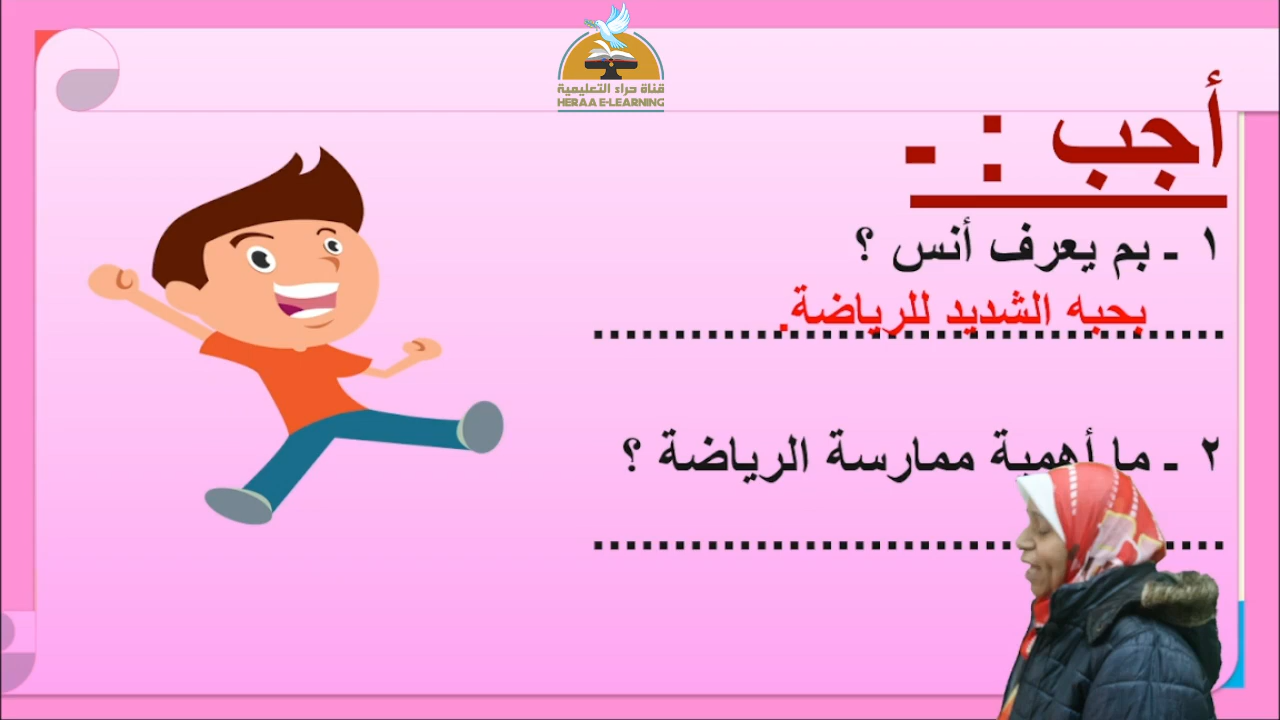 قناة حراء التعليمية
HERAA E-LEARNING
أجب : -
١ - بم يعرف أنس ؟
بحبه الشديد للرياضة.
٢ - ما أهمية ممارسة الرياضة ؟